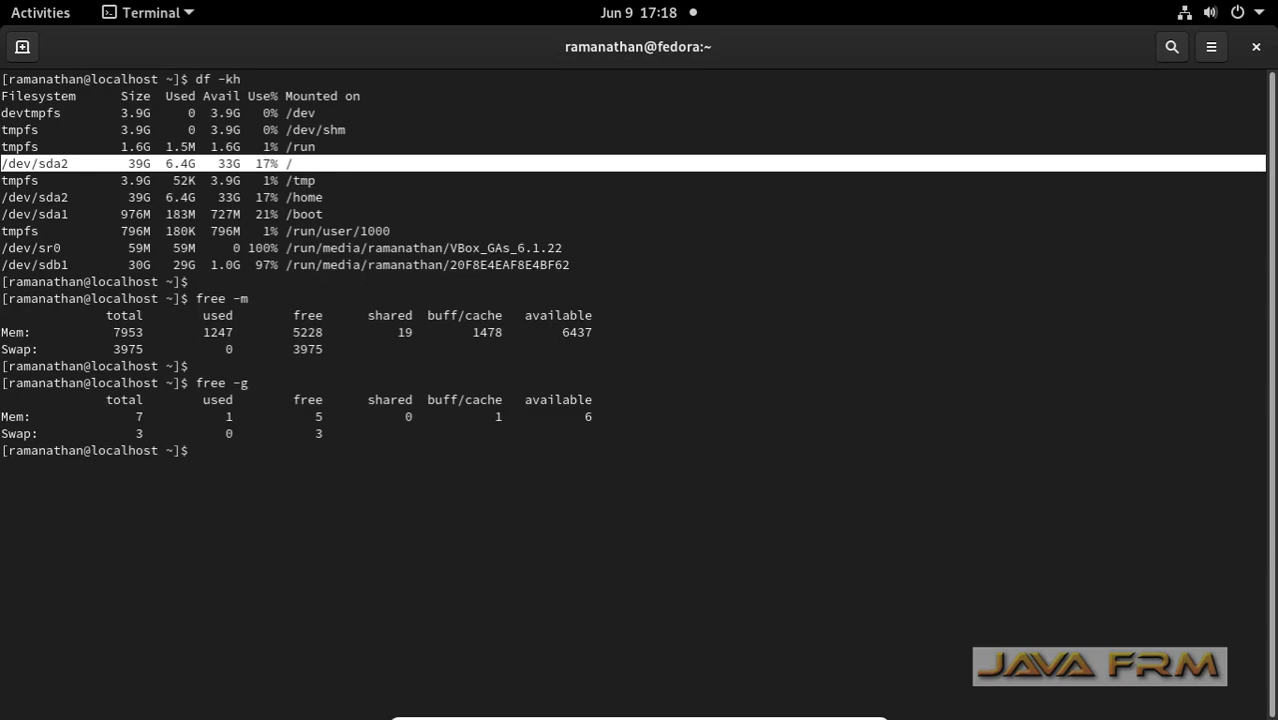 Activities Terminal Jun 9 17:18
ramanathan@fedora:~
[ramanathan@localhost ~]$ df -kh
Filesystem      Size  Used Avail Use% Mounted on
devtmpfs        3.9G     0  3.9G   0% /dev
tmpfs           3.9G     0  3.9G   0% /dev/shm
tmpfs           1.6G  1.5M  1.6G   1% /run
/dev/sda2        39G  6.4G   33G  17% /
tmpfs           3.9G   52K  3.9G   1% /tmp
/dev/sda2        39G  6.4G   33G  17% /home
/dev/sda1       976M  183M  727M  21% /boot
tmpfs           796M  180K  796M   1% /run/user/1000
/dev/sr0         59M   59M     0 100% /run/media/ramanathan/VBox_GAs_6.1.22
/dev/sdb1        30G   29G  1.0G  97% /run/media/ramanathan/20F8E4EAF8E4BF62
[ramanathan@localhost ~]$
[ramanathan@localhost ~]$ free -m
              total        used        free      shared  buff/cache   available
Mem:           7953        1247        5228          19        1478        6437
Swap:          3975           0        3975
[ramanathan@localhost ~]$
[ramanathan@localhost ~]$ free -g
              total        used        free      shared  buff/cache   available
Mem:              7           1           5           0           1           6
Swap:             3           0           3
[ramanathan@localhost ~]$
JAVA FRM